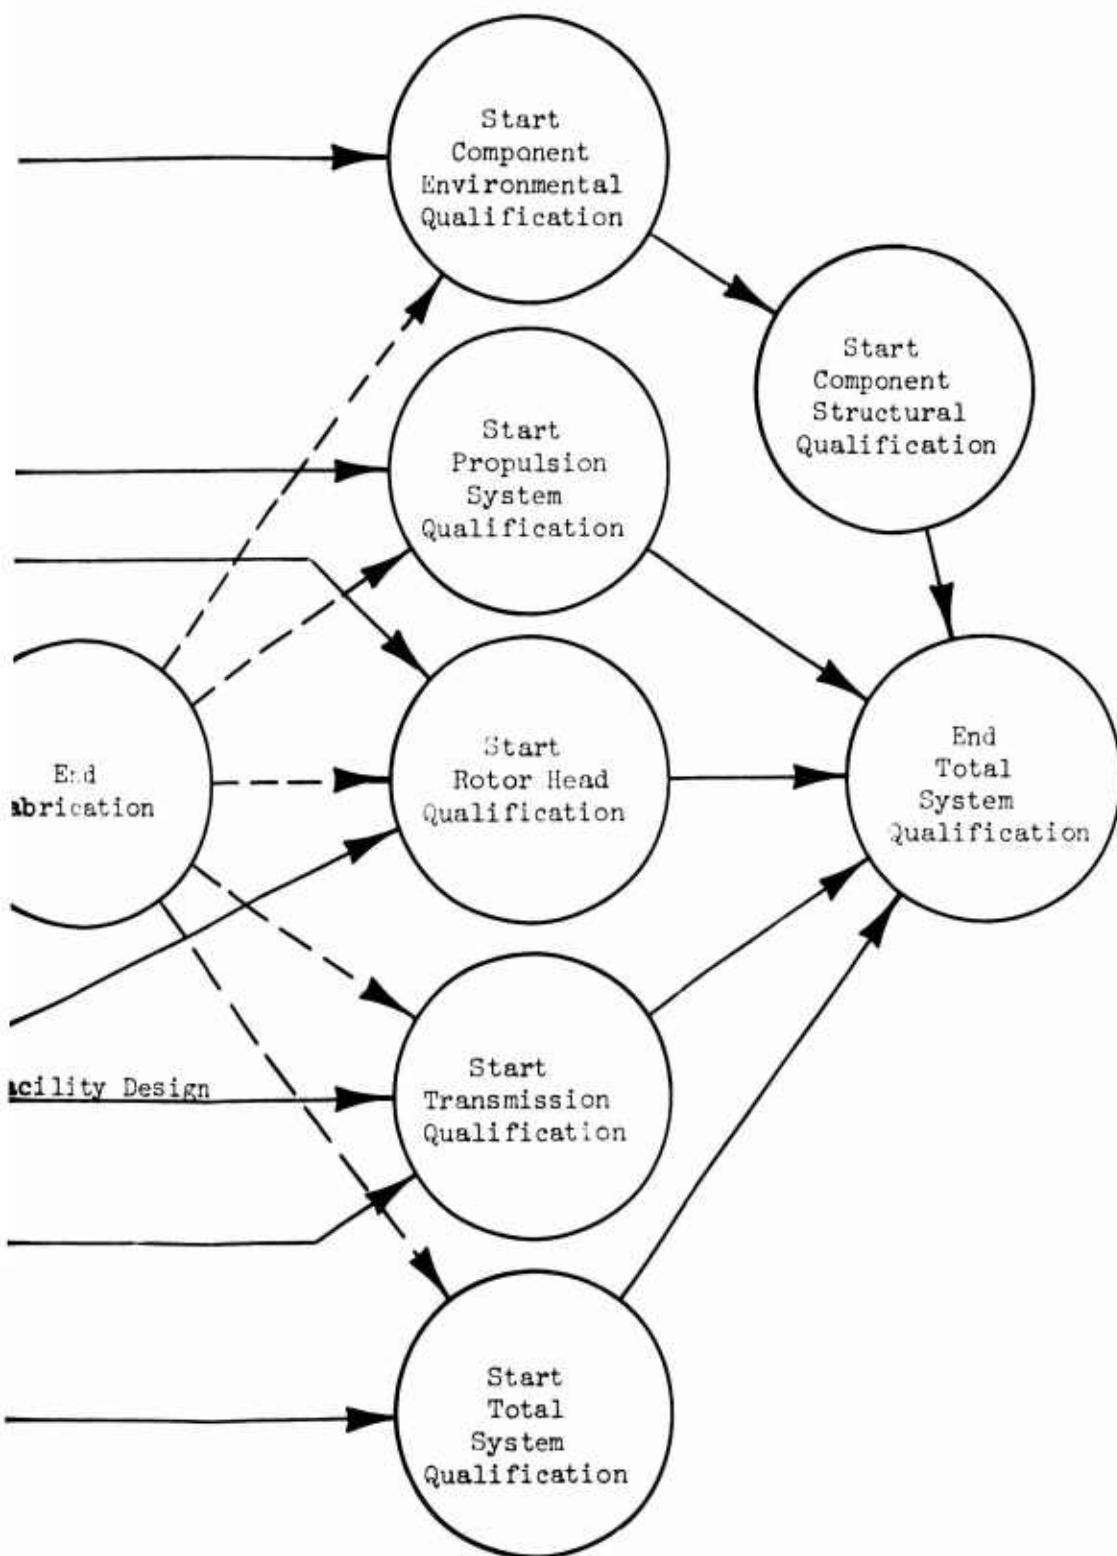 Start
Component
Environmental
Qualification
Start
Component
Structural
Qualification
Start
Propulsion
System
Qualification
End
abrication
Start
Rotor Head
Qualification
End
Total
System
Qualification
acility Design
Start
Transmission
Qualification
Start
Total
System
Qualification